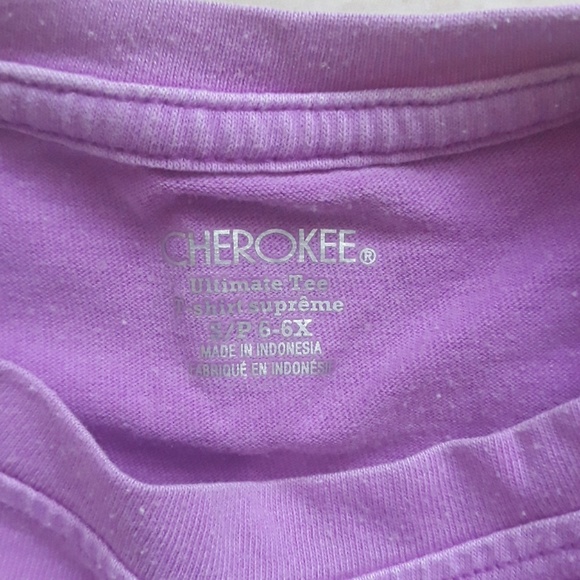 CHEROKEE®
Ultimate Tee
T-shirt suprême
S/P 6-6X
MADE IN INDONESIA
FABRIQUÉ EN INDONÉSIE